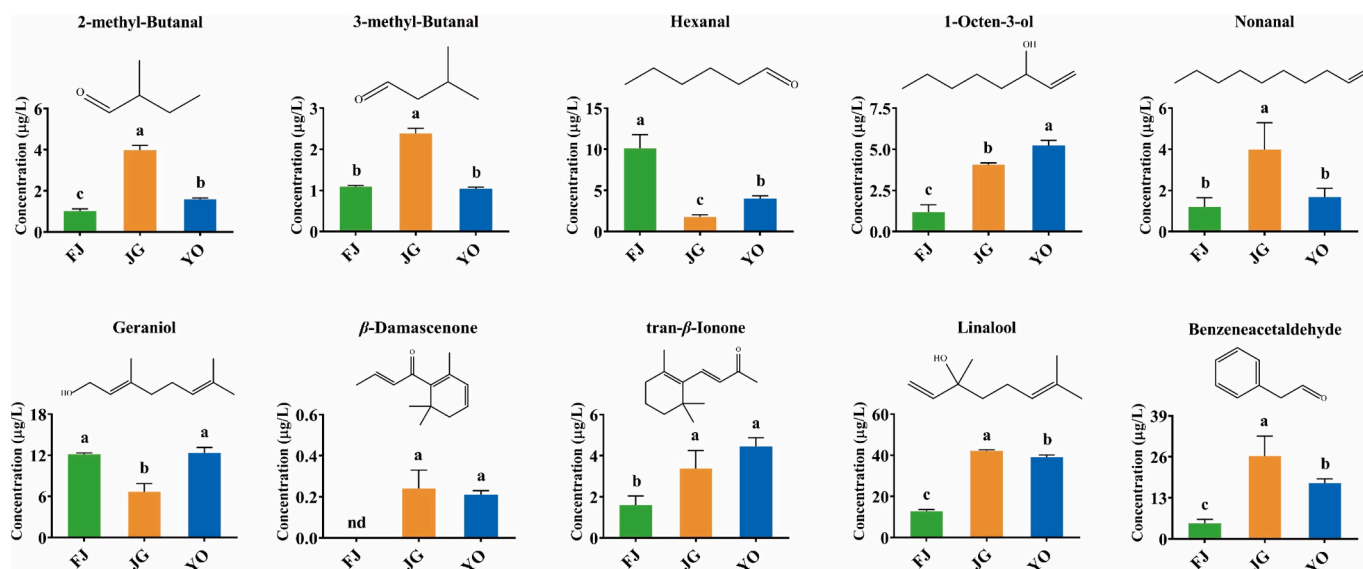 2-methyl-Butanal
O
Concentration (μg/L)
6
4
2
0
c
a
b
FJ
JG
YO
3-methyl-Butanal
O
Concentration (μg/L)
3
2
1
0
b
a
b
FJ
JG
YO
Hexanal
O
Concentration (μg/L)
15
10
5
0
a
c
b
FJ
JG
YO
1-Octen-3-ol
OH
Concentration (μg/L)
7.5
5.0
2.5
0.0
c
b
a
FJ
JG
YO
Nonanal
Concentration (μg/L)
6
4
2
0
b
a
b
FJ
JG
YO
Geraniol
HO
Concentration (μg/L)
18
12
6
0
a
b
a
FJ
JG
YO
β-Damascenone
O
Concentration (μg/L)
0.6
0.4
0.2
0.0
nd
a
a
FJ
JG
YO
tran-β-Ionone
O
Concentration (μg/L)
6
4
2
0
b
a
a
FJ
JG
YO
Linalool
HO
Concentration (μg/L)
60
40
20
0
c
a
b
FJ
JG
YO
Benzeneacetaldehyde
O
Concentration (μg/L)
39
26
13
0
c
a
b
FJ
JG
YO